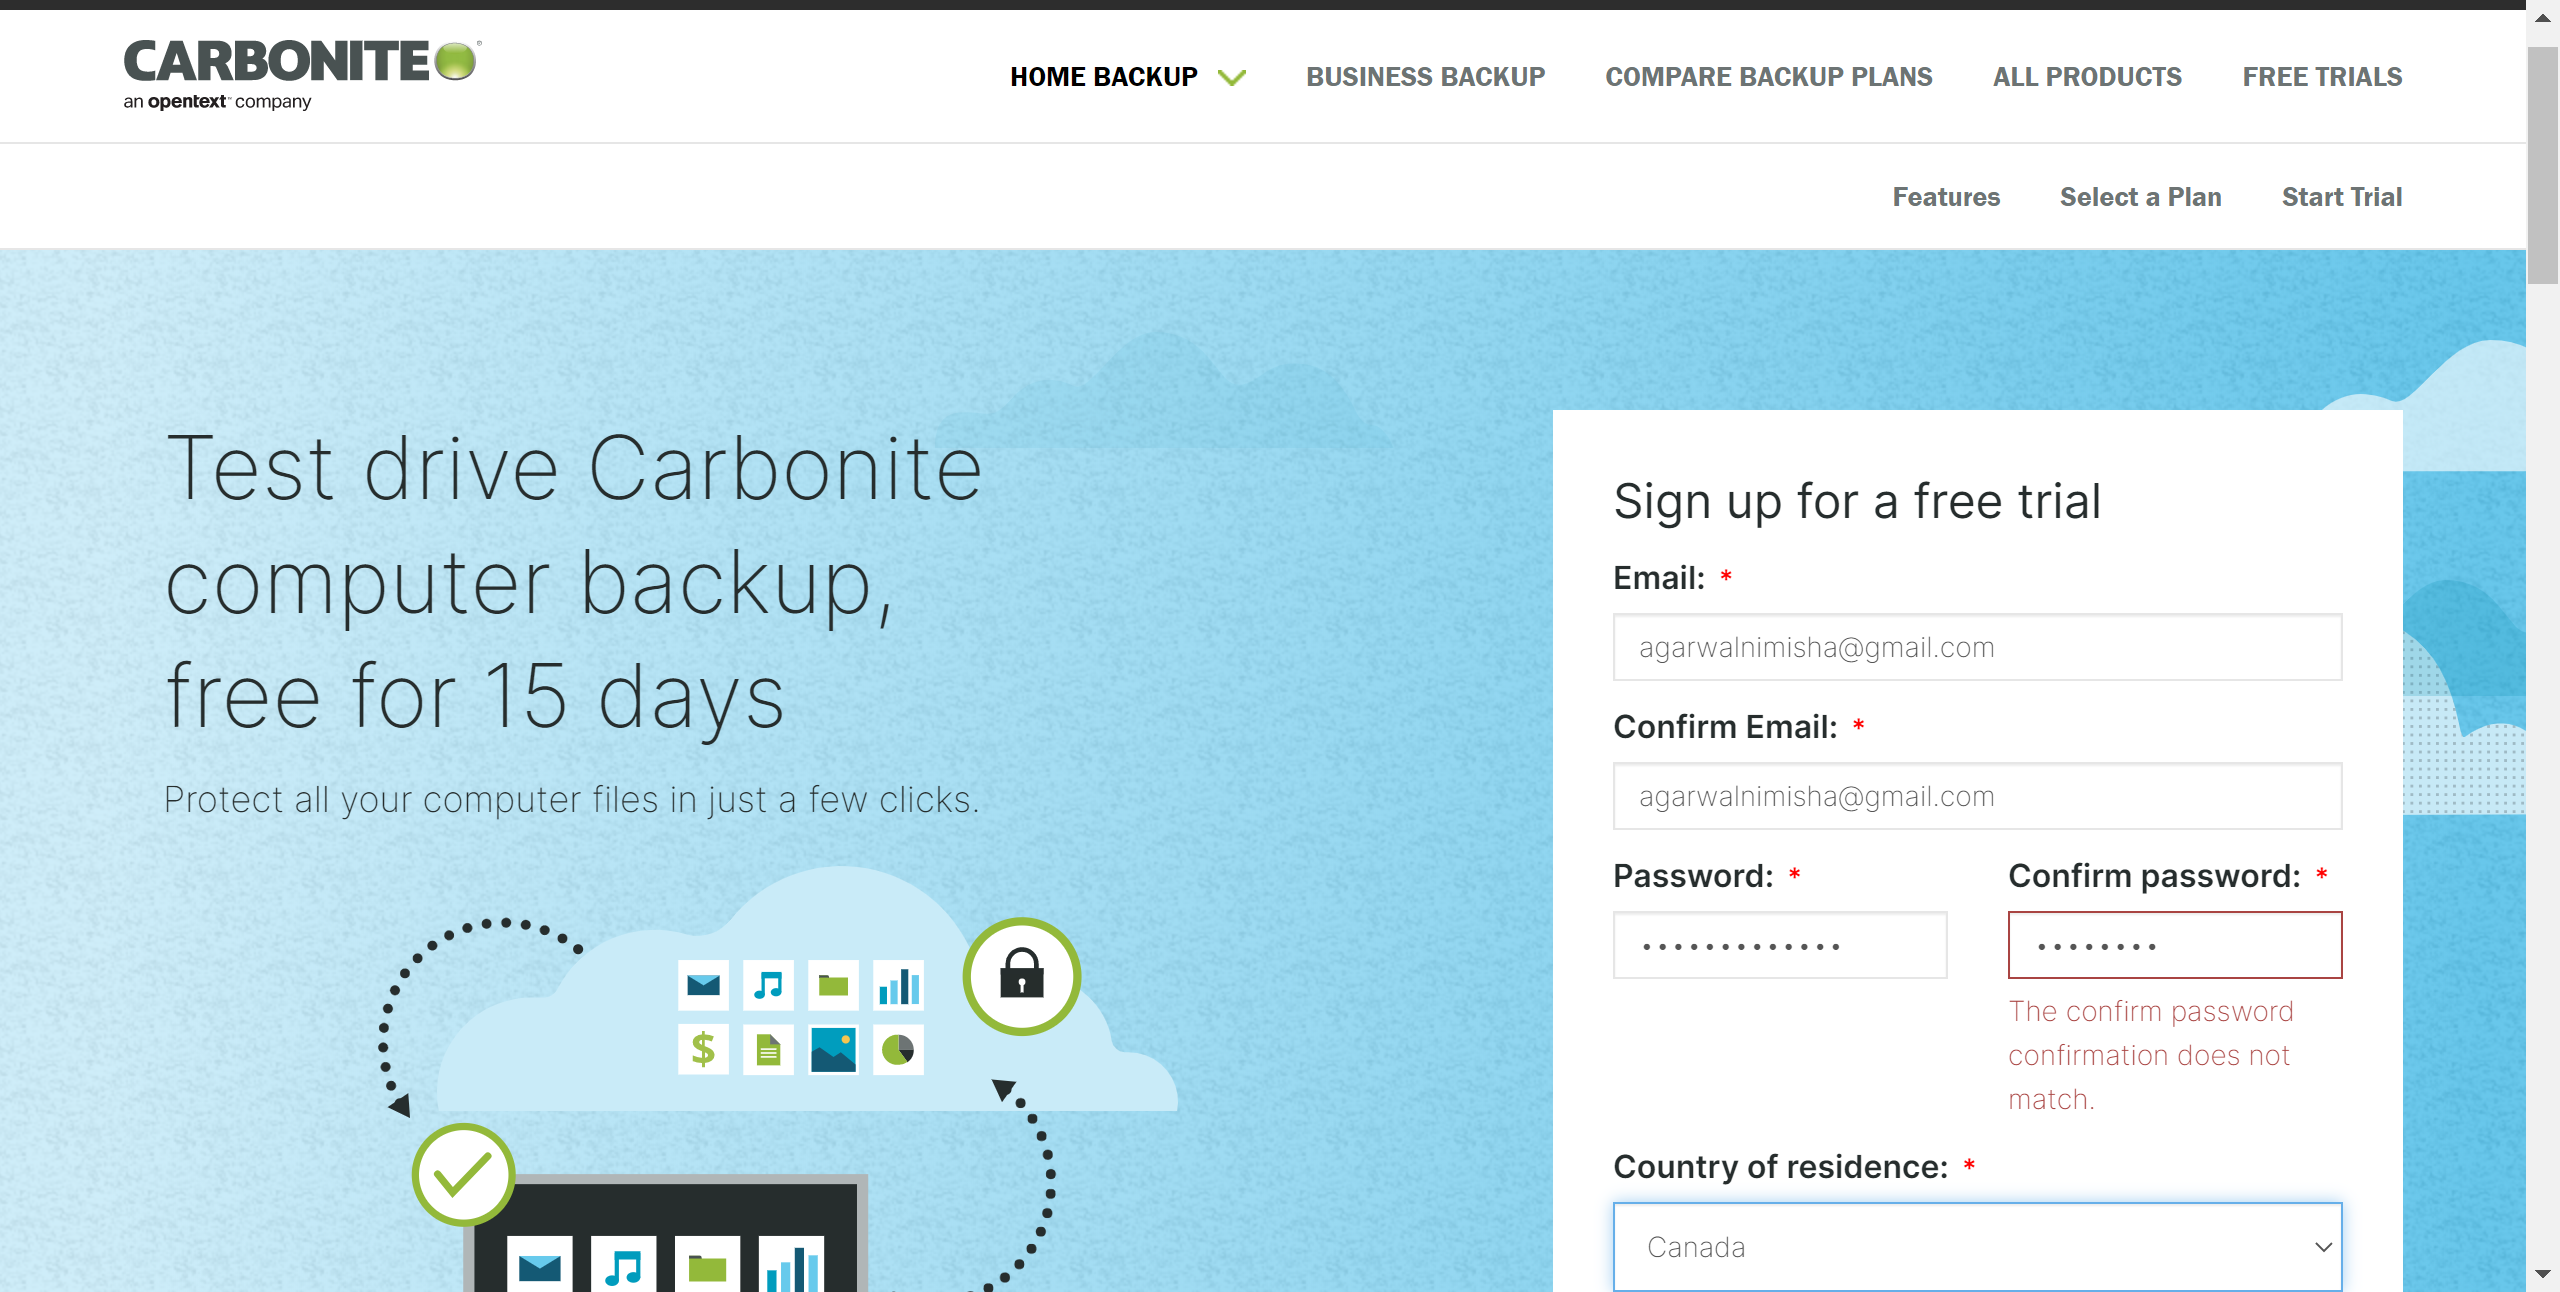 CARBONITE
an opentext™ company
HOME BACKUP
BUSINESS BACKUP
COMPARE BACKUP PLANS
ALL PRODUCTS
FREE TRIALS
Features
Select a Plan
Start Trial
Test drive Carbonite
computer backup,
free for 15 days
Protect all your computer files in just a few clicks.
Sign up for a free trial
Email: *
agarwalnimisha@gmail.com
Confirm Email: *
agarwalnimisha@gmail.com
Password: *
•••••••••••••
Confirm password: *
••••••••
The confirm password
confirmation does not
match.
Country of residence: *
Canada